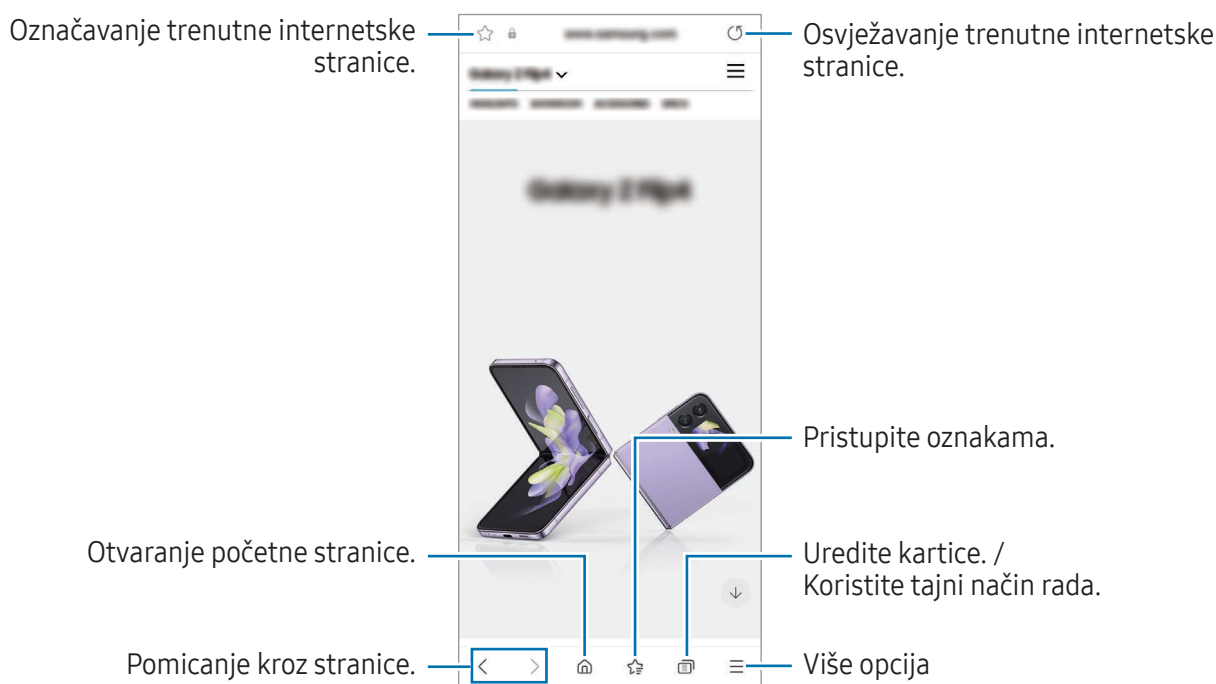 Označavanje trenutne internetske
stranice.
Osvježavanje trenutne internetske
stranice.
Pristupite oznakama.
Otvaranje početne stranice.
Uredite kartice. /
Koristite tajni način rada.
Pomicanje kroz stranice.
Više opcija